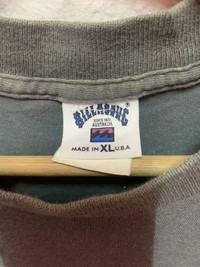 BILLABONG ®
SINCE 1973
AUSTRALIA
MADE IN XL U.S.A.